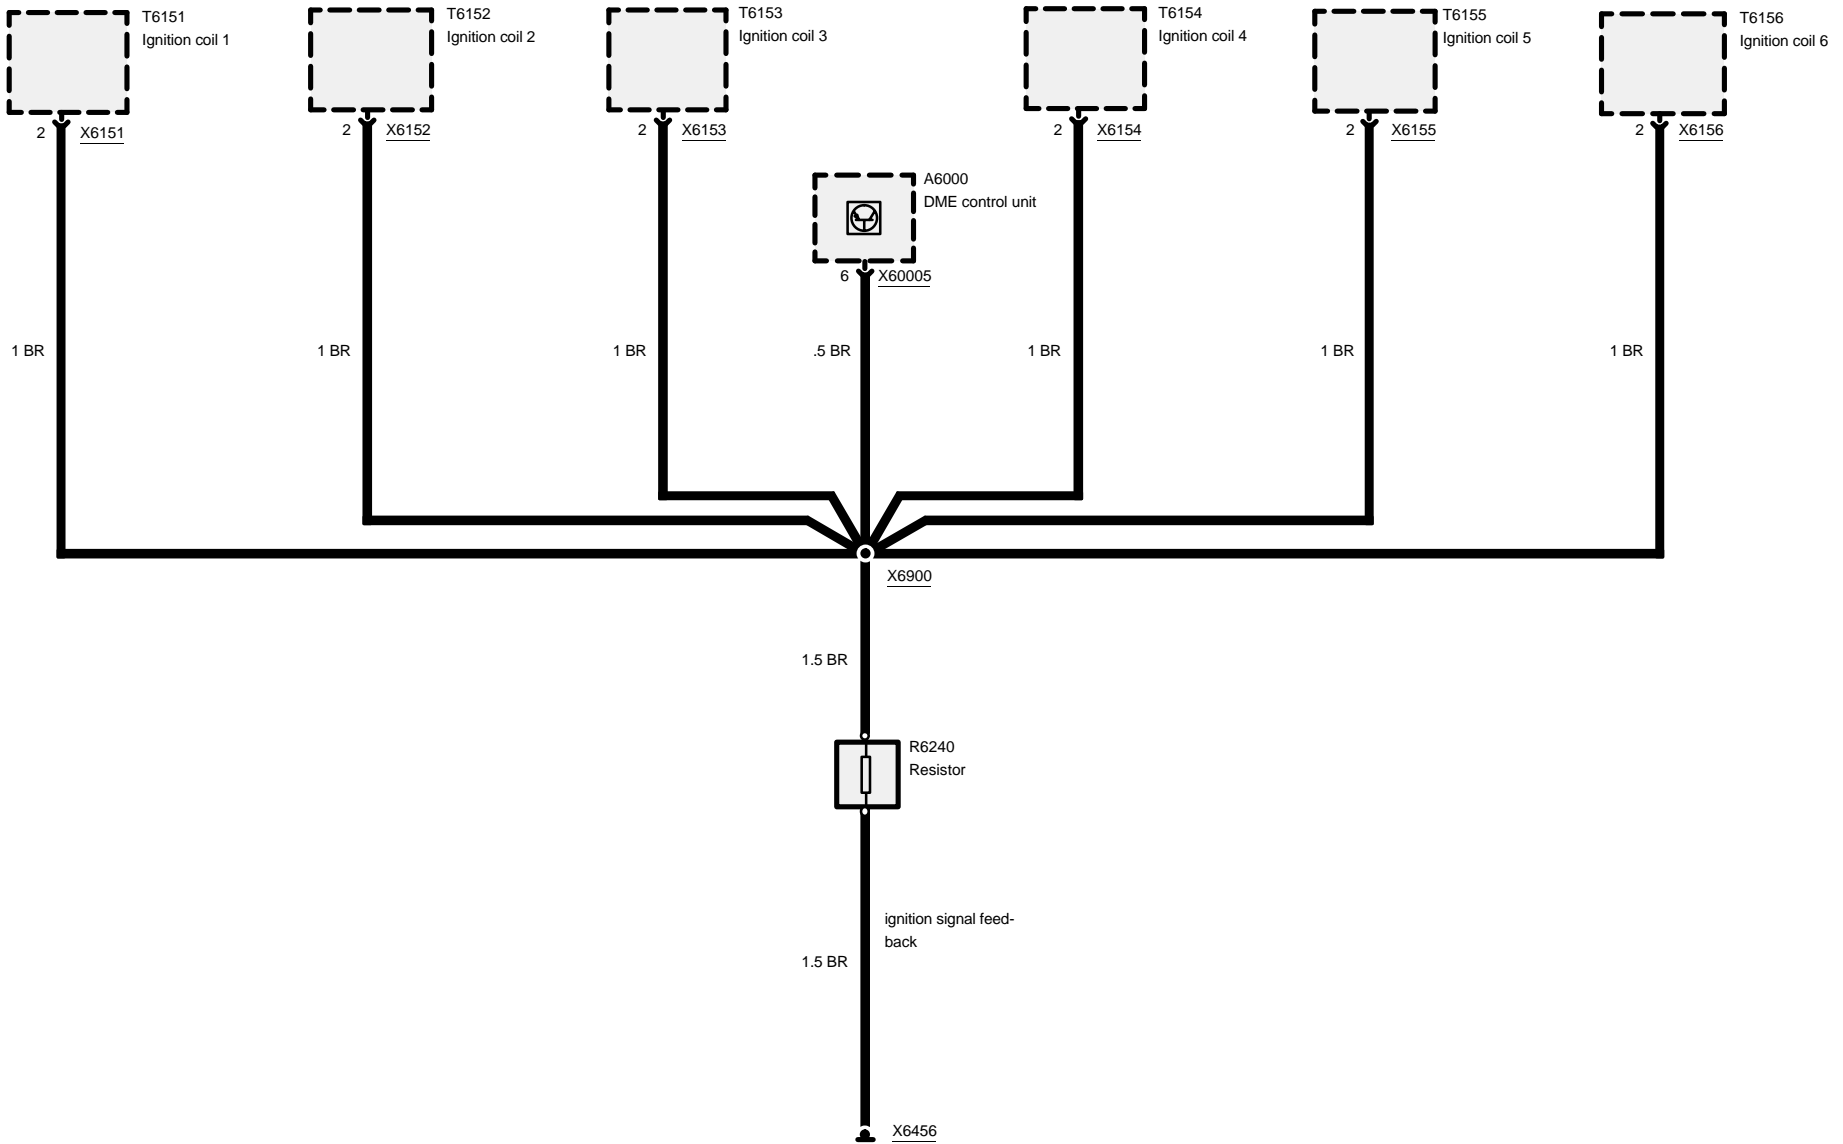 T6151
Ignition coil 1
T6152
Ignition coil 2
T6153
Ignition coil 3
T6154
Ignition coil 4
T6155
Ignition coil 5
T6156
Ignition coil 6
2 X6151
2 X6152
2 X6153
2 X6154
2 X6155
2 X6156
A6000
DME control unit
6 X60005
1 BR
1 BR
1 BR
.5 BR
1 BR
1 BR
1 BR
X6900
1.5 BR
R6240
Resistor
ignition signal feed-
back
1.5 BR
X6456